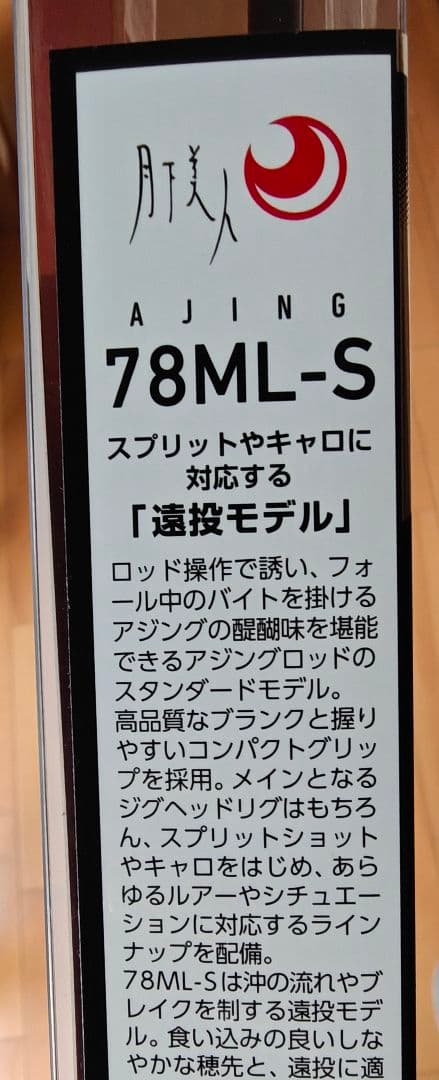 月下美人
AJING
78ML-S
スプリットやキャロに
対応する
「遠投モデル」
ロッド操作で誘い、フォ
ール中のバイトを掛ける
アジングの醍醐味を堪能
できるアジングロッドの
スタンダードモデル。
高品質なブランクと握り
やすいコンパクトグリッ
プを採用。メインとなる
ジグヘッドリグはもちろ
ん、スプリットショット
やキャロをはじめ、あら
ゆるルアーやシチュエー
ションに対応するライン
ナップを配備。
78ML-Sは沖の流れやブ
レイクを制する遠投モデ
ル。食い込みの良いしな
やかな穂先と、遠投に適